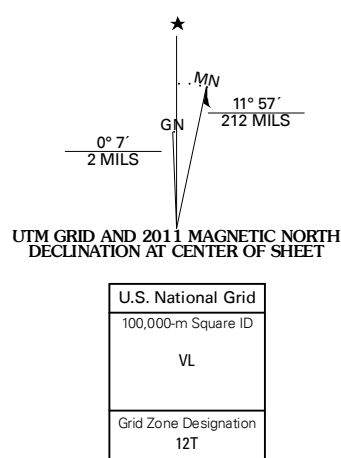 MN
GN
11° 57´
212 MILS
0° 7´
2 MILS
UTM GRID AND 2011 MAGNETIC NORTH
DECLINATION AT CENTER OF SHEET
U.S. National Grid
100,000-m Square ID
VL
Grid Zone Designation
12T